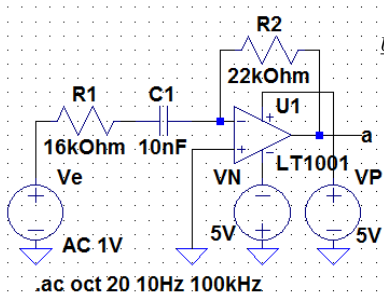 R2
22kOhm
R1
C1
U1
16kOhm
10nF
a
LT1001
Ve
VN
VP
5V
5V
AC 1V
.ac oct 20 10Hz 100kHz